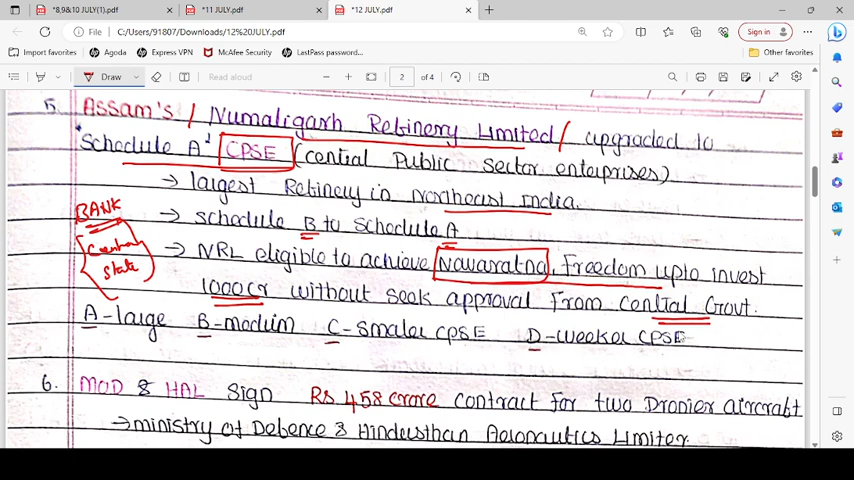 *8,9&10 JULY(1).pdf
*11 JULY.pdf
*12 JULY.pdf
File
C:/Users/91807/Downloads/12%20JULY.pdf
Sign in
Import favorites
Agoda
Express VPN
McAfee Security
LastPass password...
Other favorites
Draw
Read aloud
2 of 4
5. Assam's / Numaligarh Refinery Limited / upgraded to
'Schedule A' CPSE (central Public Sector enterprises)
→ largest Refinery in Northeast India.
BANK
→ schedule B to Schedule A
Central
→ NRL eligible to achieve Navaratna, Freedom upto invest
State
1000cr without seek approval from Central Govt.
A-large B-medium C-smaler CPSE D-weeker CPSE
6. MOD & HAL sign Rs 458 crore contract for two Dronier aircraft
→ministry of Defence & Hindusthan Aeronautics Limiter.